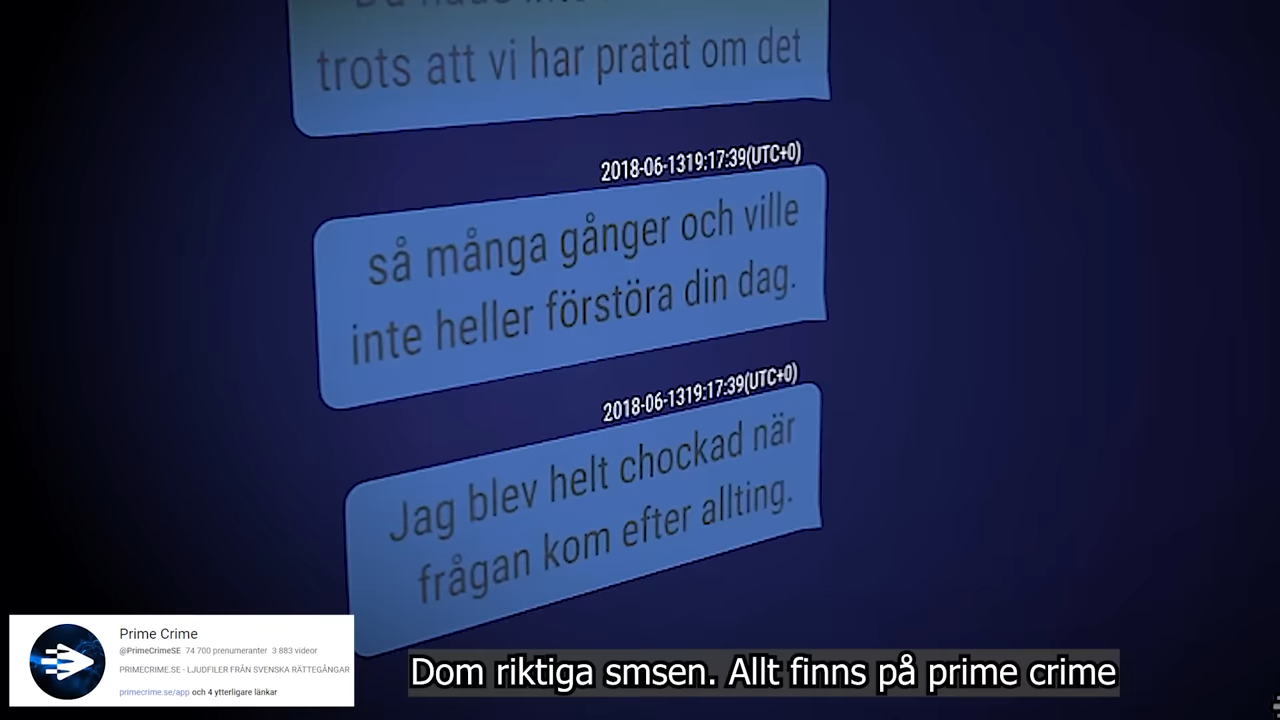 trots att vi har pratat om det
2018-06-1319:17:39(UTC+0)
så många gånger och ville
inte heller förstöra din dag.
2018-06-1319:17:39(UTC+0)
Jag blev helt chockad när
frågan kom efter allting.
Prime Crime
@PrimeCrimeSE 74 700 prenumeranter 3 883 videor
PRIMECRIME.SE - LJUDFILER FRÅN SVENSKA RÄTTEGÅNGAR
primecrime.se/app och 4 ytterligare länkar
Dom riktiga smsen. Allt finns på prime crime